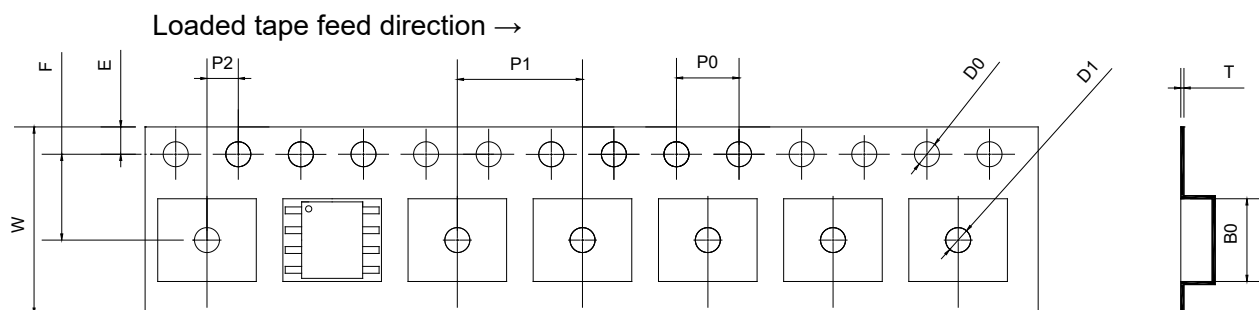 Loaded tape feed direction →
F
E
P2
P1
P0
D0
D1
T
W
B0